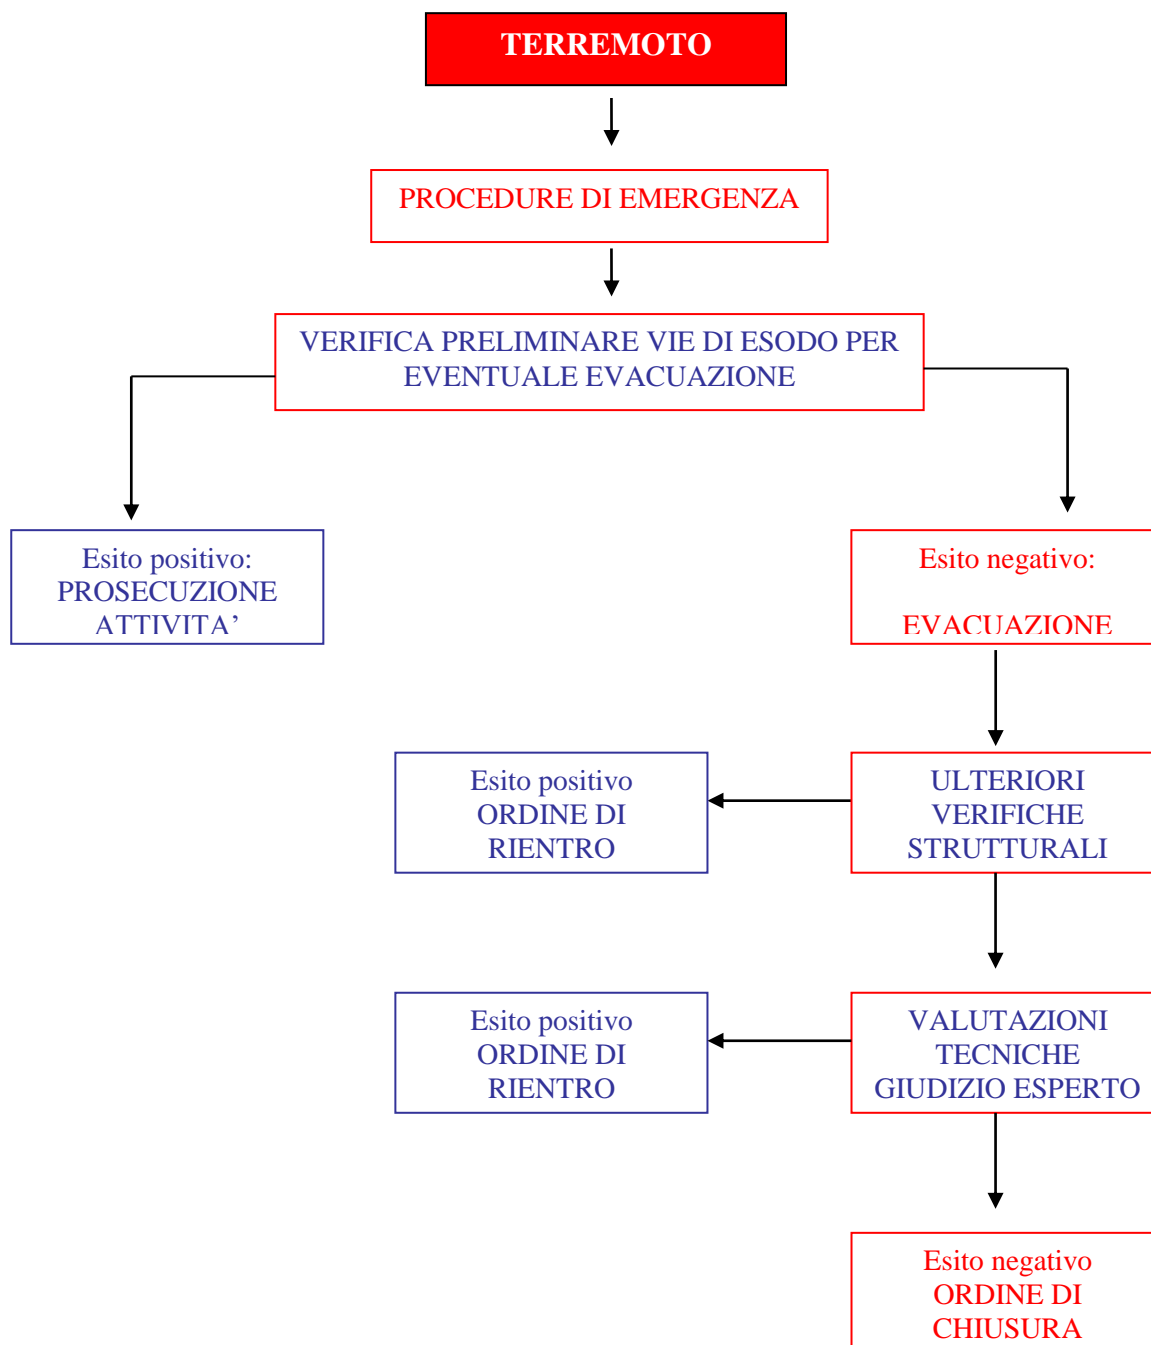 TERREMOTO
PROCEDURE DI EMERGENZA
VERIFICA PRELIMINARE VIE DI ESODO PER
EVENTUALE EVACUAZIONE
Esito positivo:
PROSECUZIONE
ATTIVITA’
Esito negativo:
EVACUAZIONE
Esito positivo
ORDINE DI
RIENTRO
ULTERIORI
VERIFICHE
STRUTTURALI
Esito positivo
ORDINE DI
RIENTRO
VALUTAZIONI
TECNICHE
GIUDIZIO ESPERTO
Esito negativo
ORDINE DI
CHIUSURA